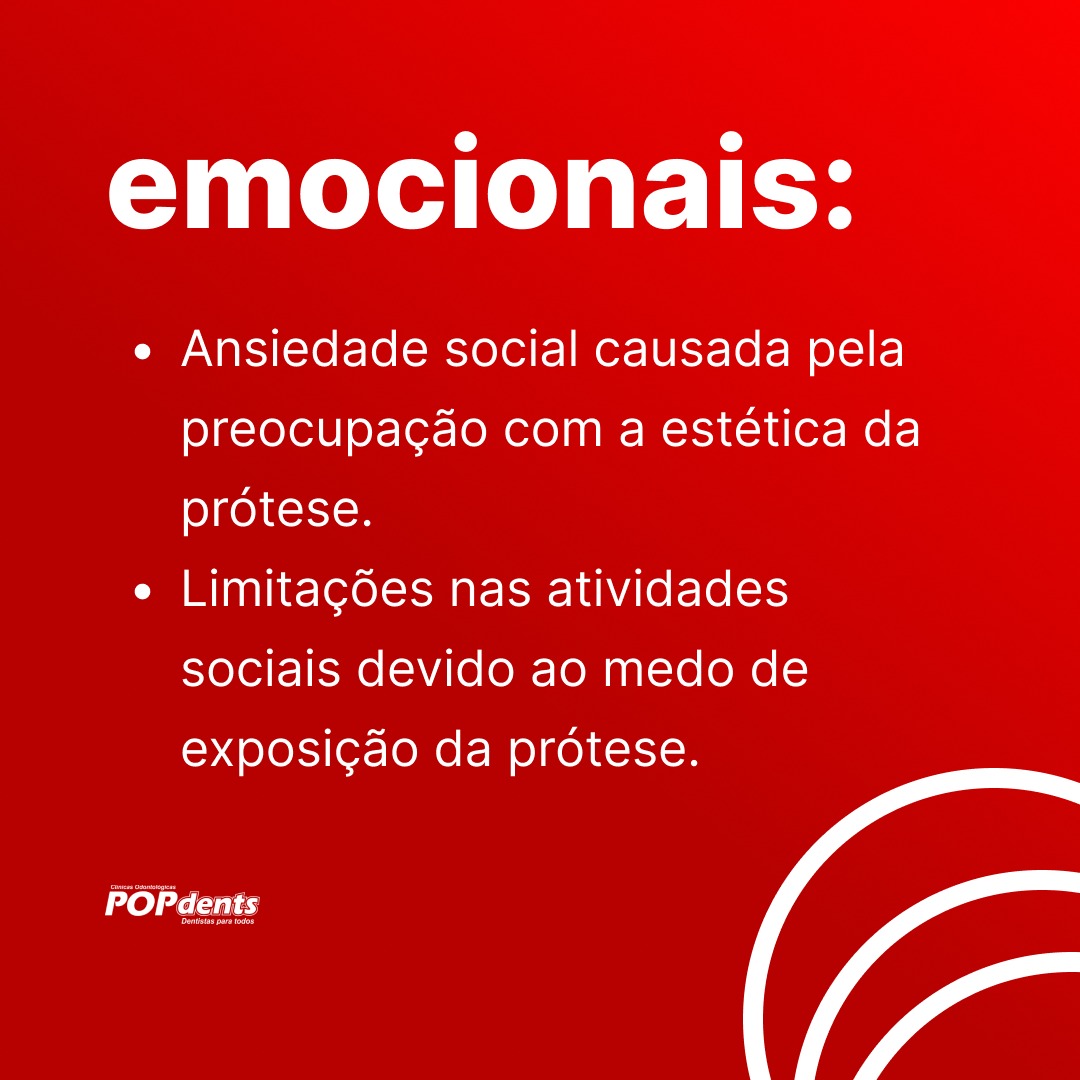 emocionais:
• Ansiedade social causada pela
preocupação com a estética da
prótese.
• Limitações nas atividades
sociais devido ao medo de
exposição da prótese.
Clínicas Odontológicas
POPdents
Dentistas para todos